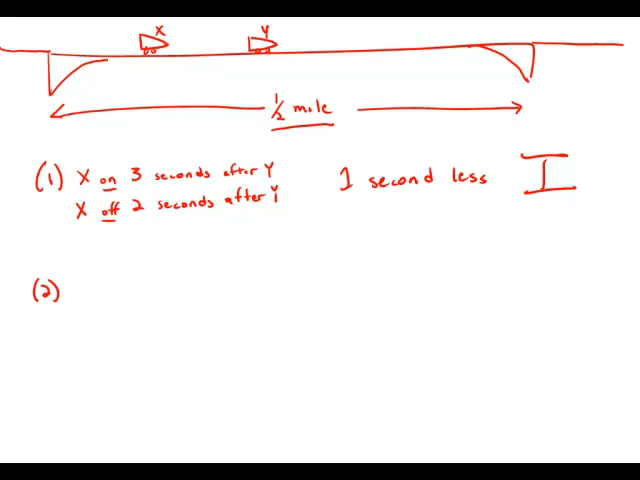 X Y
1/2 mile
(1) X on 3 seconds after Y 1 second less I
X off 2 seconds after Y
(2)